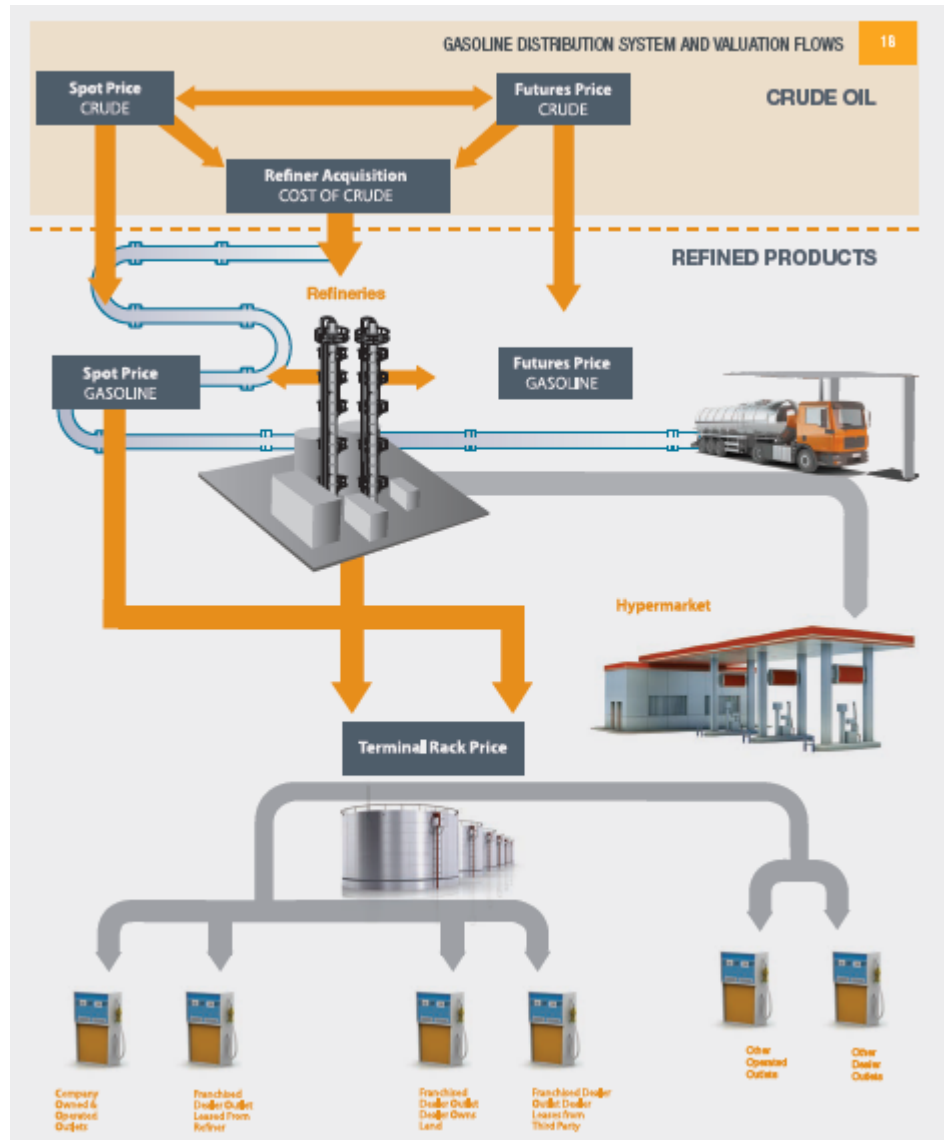 GASOLINE DISTRIBUTION SYSTEM AND VALUATION FLOWS
18
CRUDE OIL
Spot Price
CRUDE
Futures Price
CRUDE
Refiner Acquisition
COST OF CRUDE
REFINED PRODUCTS
Refineries
Spot Price
GASOLINE
Futures Price
GASOLINE
Hypermarket
Terminal Rack Price
Company
Owned &
Operated
Outlets
Franchised
Dealer Outlet
Leased From
Refiner
Franchised
Dealer Outlet
Dealer Owns
Land
Franchised Dealer
Outlet Dealer
Leases from
Third Party
Other
Operated
Outlets
Other
Dealer
Outlets